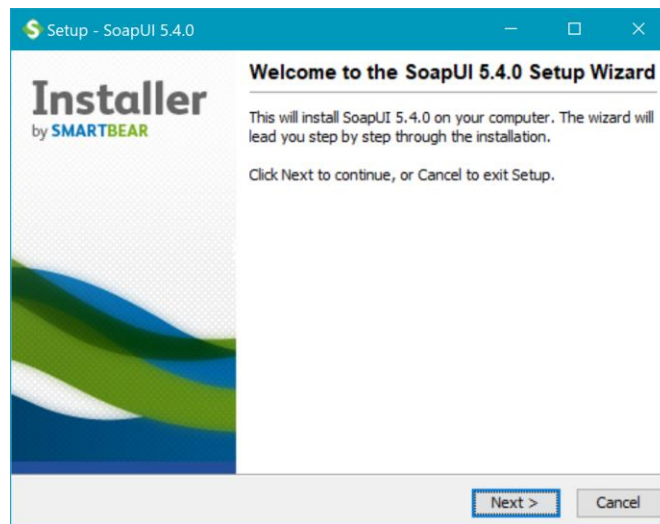 Setup - SoapUI 5.4.0
Installer
by SMARTBEAR
Welcome to the SoapUI 5.4.0 Setup Wizard
This will install SoapUI 5.4.0 on your computer. The wizard will
lead you step by step through the installation.
Click Next to continue, or Cancel to exit Setup.
Next >
Cancel